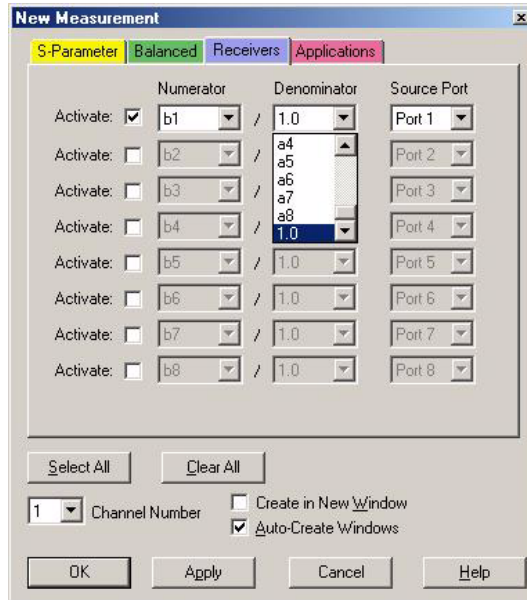 New Measurement
S-Parameter Balanced Receivers Applications
Numerator Denominator Source Port
Activate: b1 / 1.0 Port 1
a4
Activate: b2 / a5 Port 2
a6
Activate: b3 / a7 Port 3
a8
Activate: b4 / 1.0 Port 4
Activate: b5 / 1.0 Port 5
Activate: b6 / 1.0 Port 6
Activate: b7 / 1.0 Port 7
Activate: b8 / 1.0 Port 8
Select All Clear All
1 Channel Number Create in New Window
Auto-Create Windows
OK Apply Cancel Help